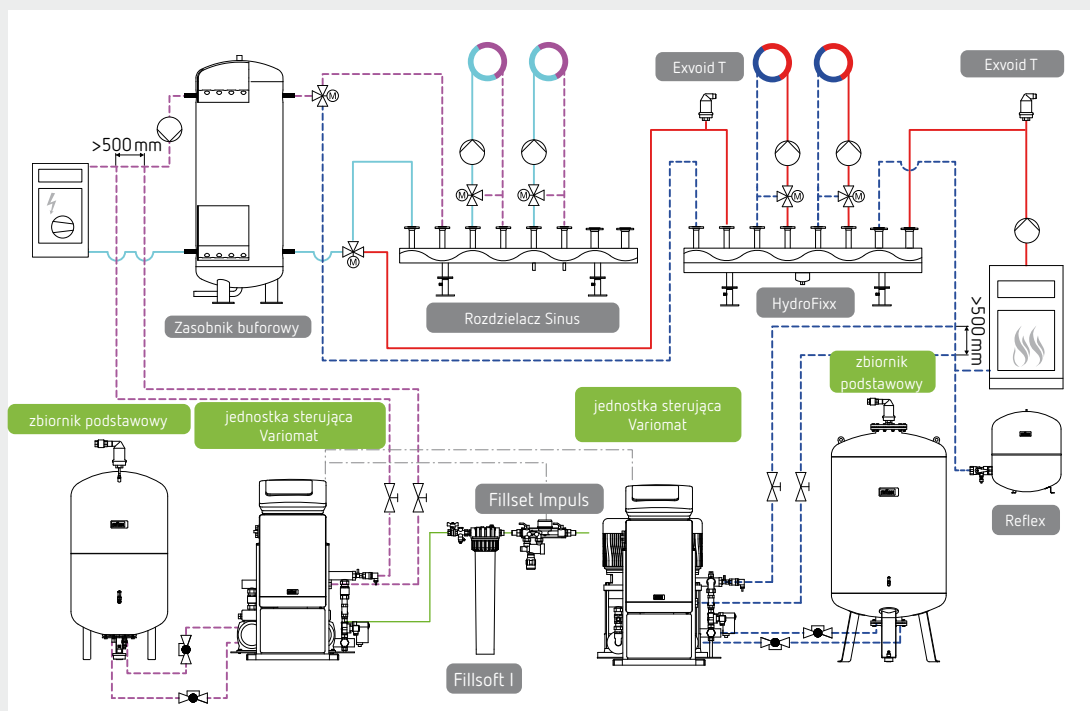 Exvoid T
Exvoid T
M
>500 mm
M
M
M
M
M
Zasobnik buforowy
Rozdzielacz Sinus
HydroFixx
>500 mm
zbiornik
podstawowy
zbiornik podstawowy
jednostka sterująca
Variomat
jednostka sterująca
Variomat
Fillset Impuls
Reflex
Fillsoft I